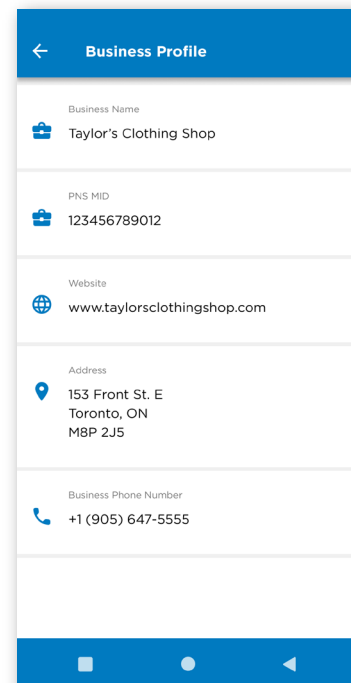 Business Profile
Business Name
Taylor's Clothing Shop
PNS MID
123456789012
Website
www.taylorsclothingshop.com
Address
153 Front St. E
Toronto, ON
M8P 2J5
Business Phone Number
+1 (905) 647-5555